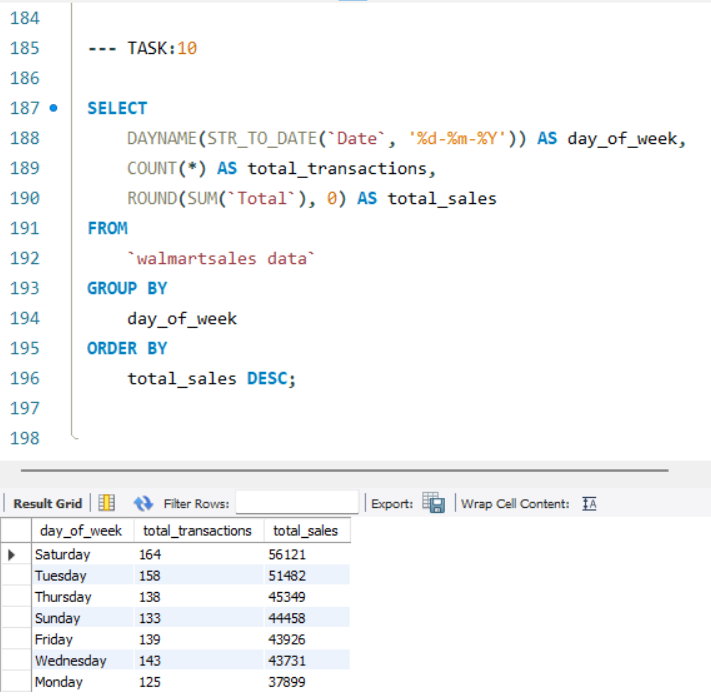 184
185 --- TASK:10
186
187 SELECT
188 DAYNAME(STR_TO_DATE(`Date`, '%d-%m-%Y')) AS day_of_week,
189 COUNT(*) AS total_transactions,
190 ROUND(SUM(`Total`), 0) AS total_sales
191 FROM
192 `walmartsales data`
193 GROUP BY
194 day_of_week
195 ORDER BY
196 total_sales DESC;
197
198
Result Grid Filter Rows: Export: Wrap Cell Content: IA
day_of_week total_transactions total_sales
Saturday 164 56121
Tuesday 158 51482
Thursday 138 45349
Sunday 133 44458
Friday 139 43926
Wednesday 143 43731
Monday 125 37899